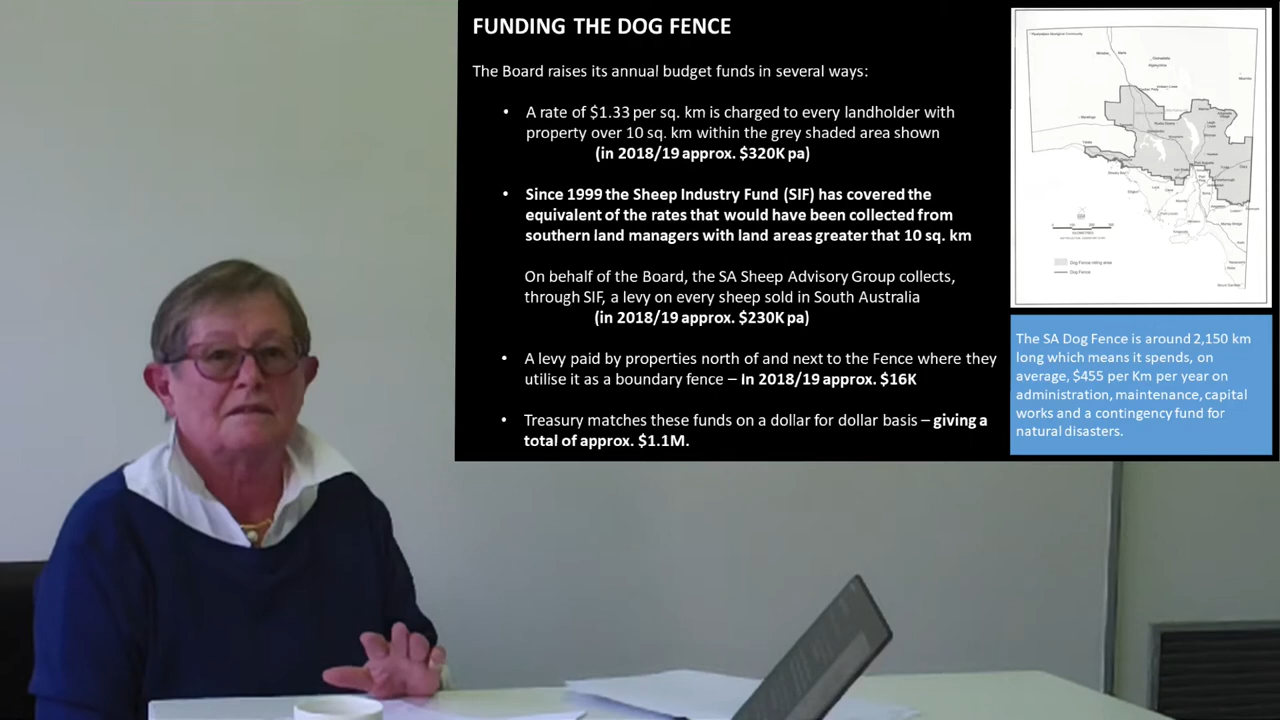 FUNDING THE DOG FENCE
The Board raises its annual budget funds in several ways:
• A rate of $1.33 per sq. km is charged to every landholder with
property over 10 sq. km within the grey shaded area shown
(in 2018/19 approx. $320K pa)
• Since 1999 the Sheep Industry Fund (SIF) has covered the
equivalent of the rates that would have been collected from
southern land managers with land areas greater that 10 sq. km
On behalf of the Board, the SA Sheep Advisory Group collects,
through SIF, a levy on every sheep sold in South Australia
(in 2018/19 approx. $230K pa)
• A levy paid by properties north of and next to the Fence where they
utilise it as a boundary fence – In 2018/19 approx. $16K
• Treasury matches these funds on a dollar for dollar basis – giving a
total of approx. $1.1M.
Dog Fence rating area
Dog Fence
The SA Dog Fence is around 2,150 km
long which means it spends, on
average, $455 per Km per year on
administration, maintenance, capital
works and a contingency fund for
natural disasters.